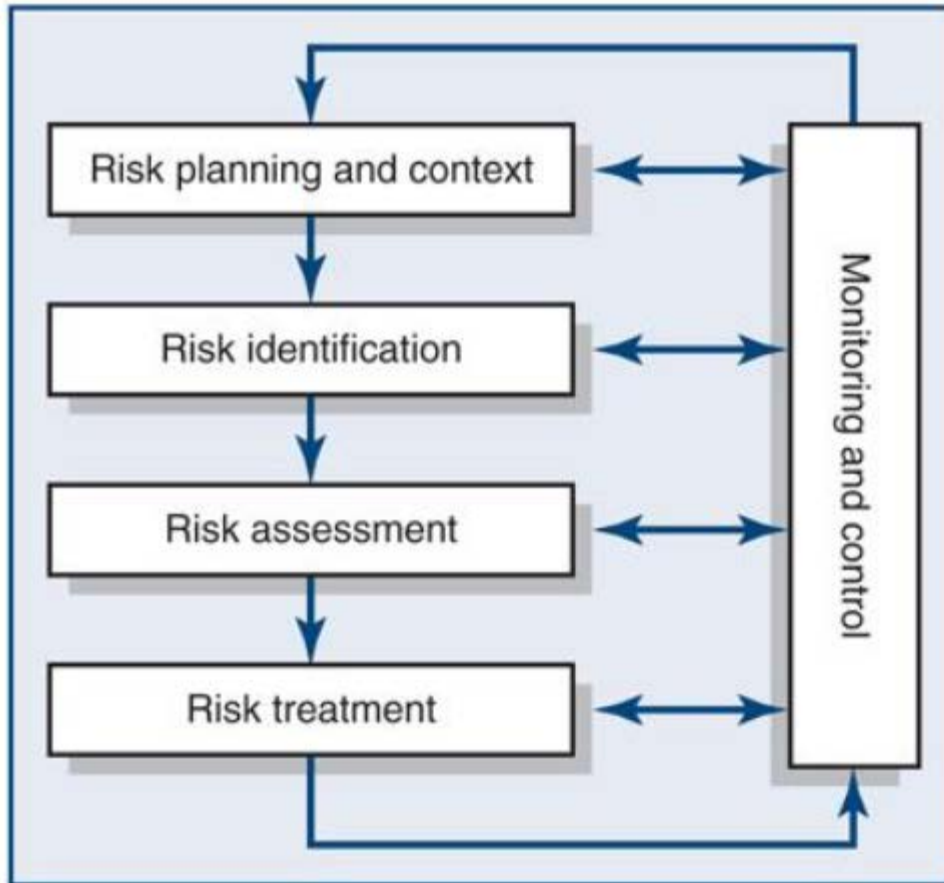 Risk planning and context
Risk identification
Risk assessment
Risk treatment
Monitoring and control